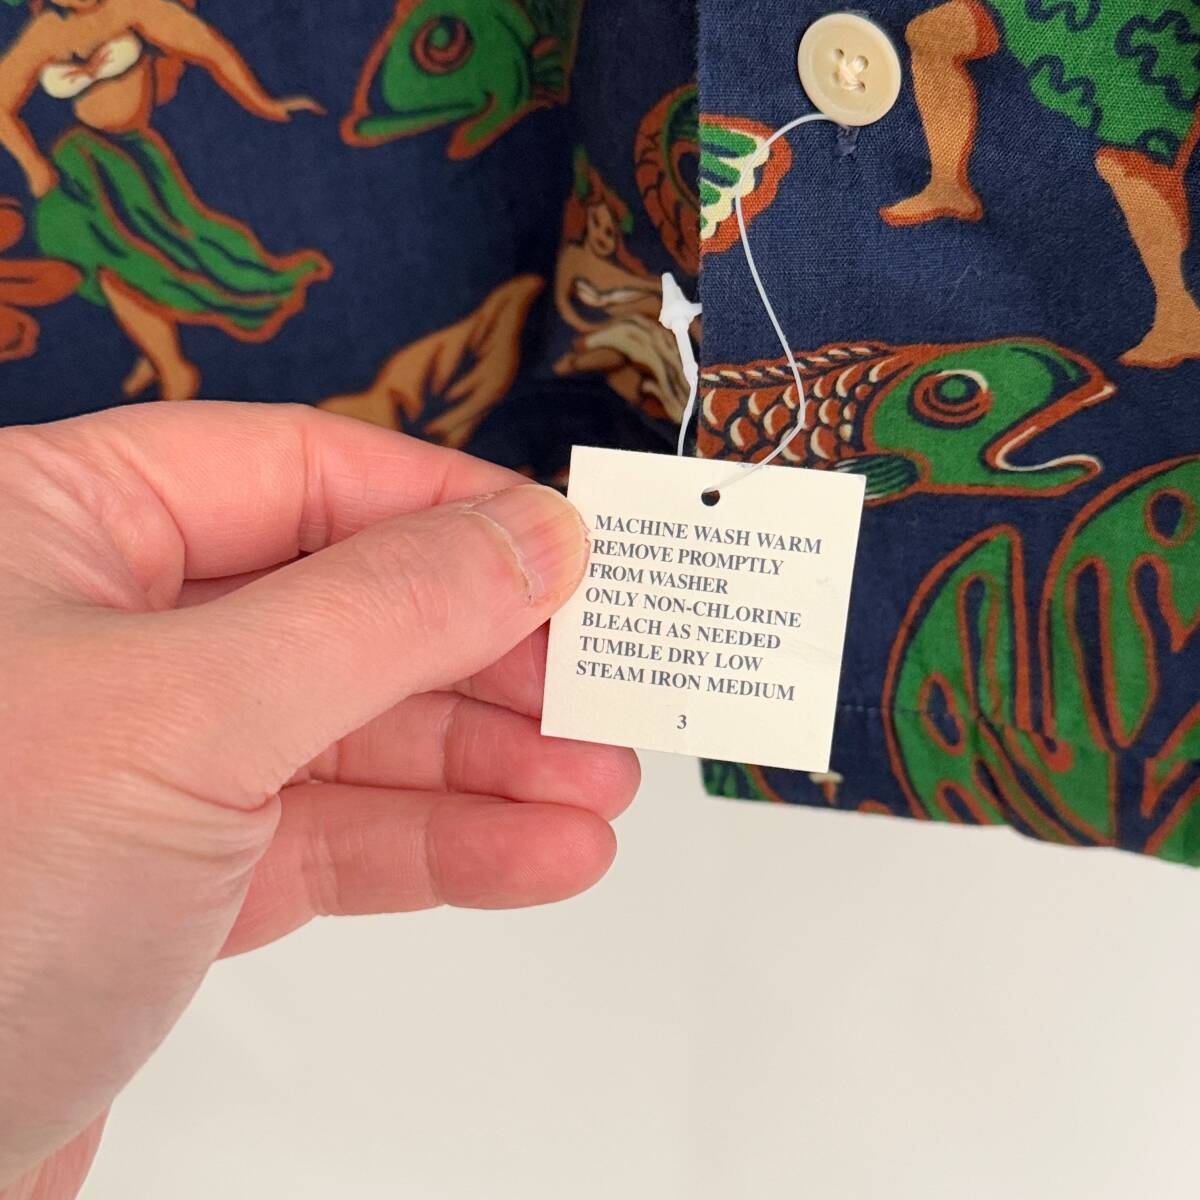 MACHINE WASH WARM
REMOVE PROMPTLY
FROM WASHER
ONLY NON-CHLORINE
BLEACH AS NEEDED
TUMBLE DRY LOW
STEAM IRON MEDIUM
3